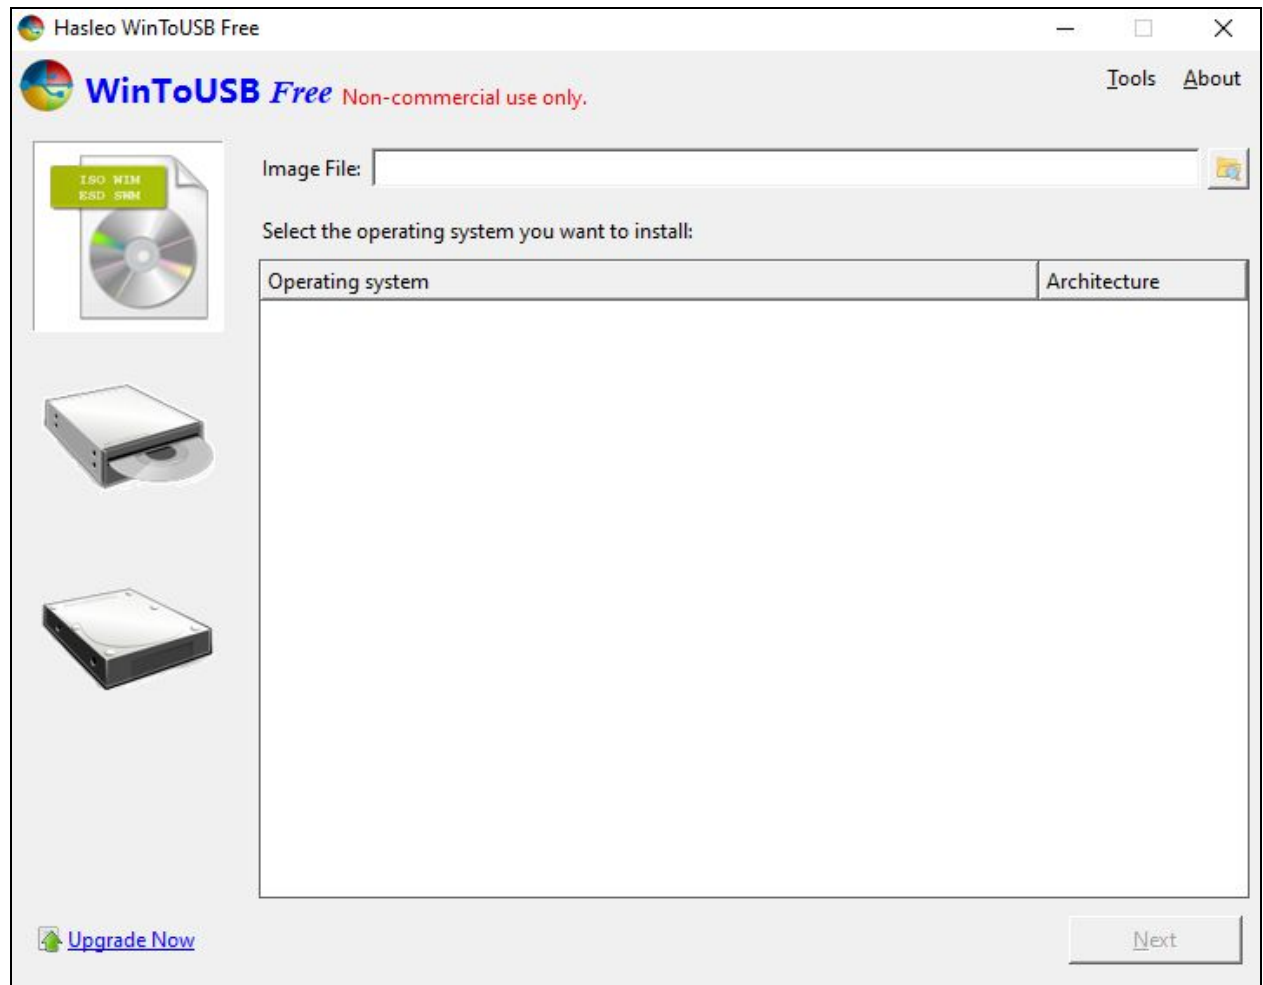 Hasleo WinToUSB Free
WinToUSB Free Non-commercial use only.
Tools About
ISO WIM
ESD SWM
Image File:
Select the operating system you want to install:
Operating system Architecture
Upgrade Now
Next